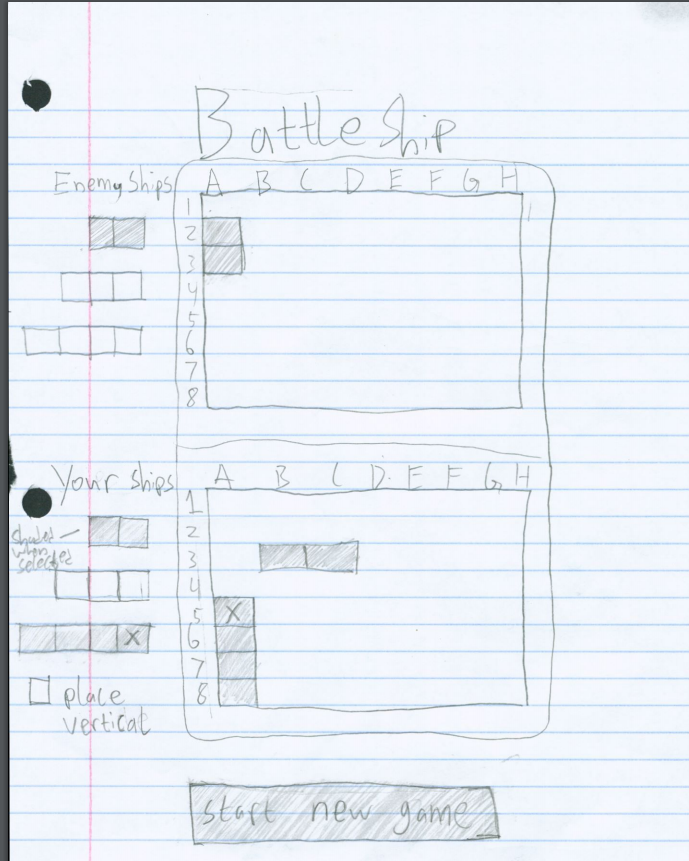 BattleShip
Enemy Ships
A B C D E F G H
1
2
3
4
5
6
7
8
Your Ships
A B C D E F G H
1
2
3
4
5
6
7
8
shaded
when
selected
X
X
place
vertical
start new game